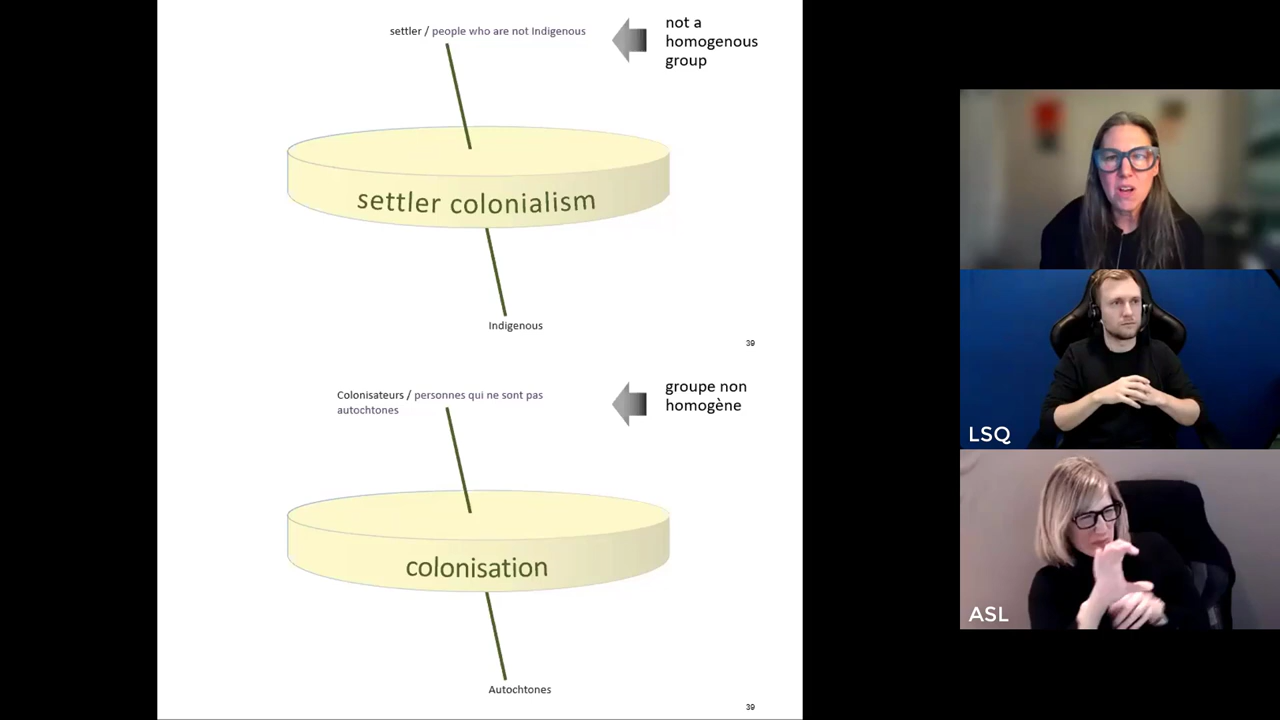 settler / people who are not Indigenous
not a
homogenous
group
settler colonialism
Indigenous
39
Colonisateurs / personnes qui ne sont pas
autochtones
groupe non
homogène
colonisation
Autochtones
39
LSQ
ASL